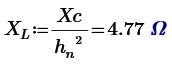 X_L := Xc / h_n^2 = 4.77 Ω